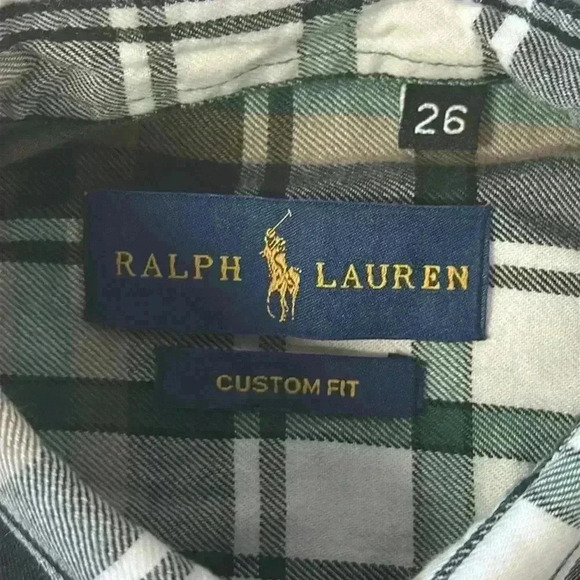 26
RALPH LAUREN
CUSTOM FIT